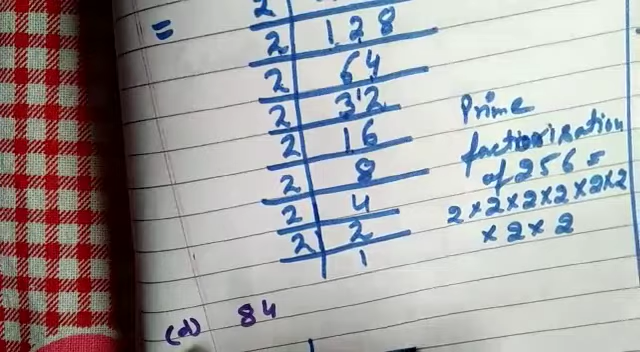 2
= 2 128
2 64
2 32
2 16
2 8
2 4
2 2
1
Prime
factorisation
of 256 =
2×2×2×2×2×2
×2×2
(d) 84